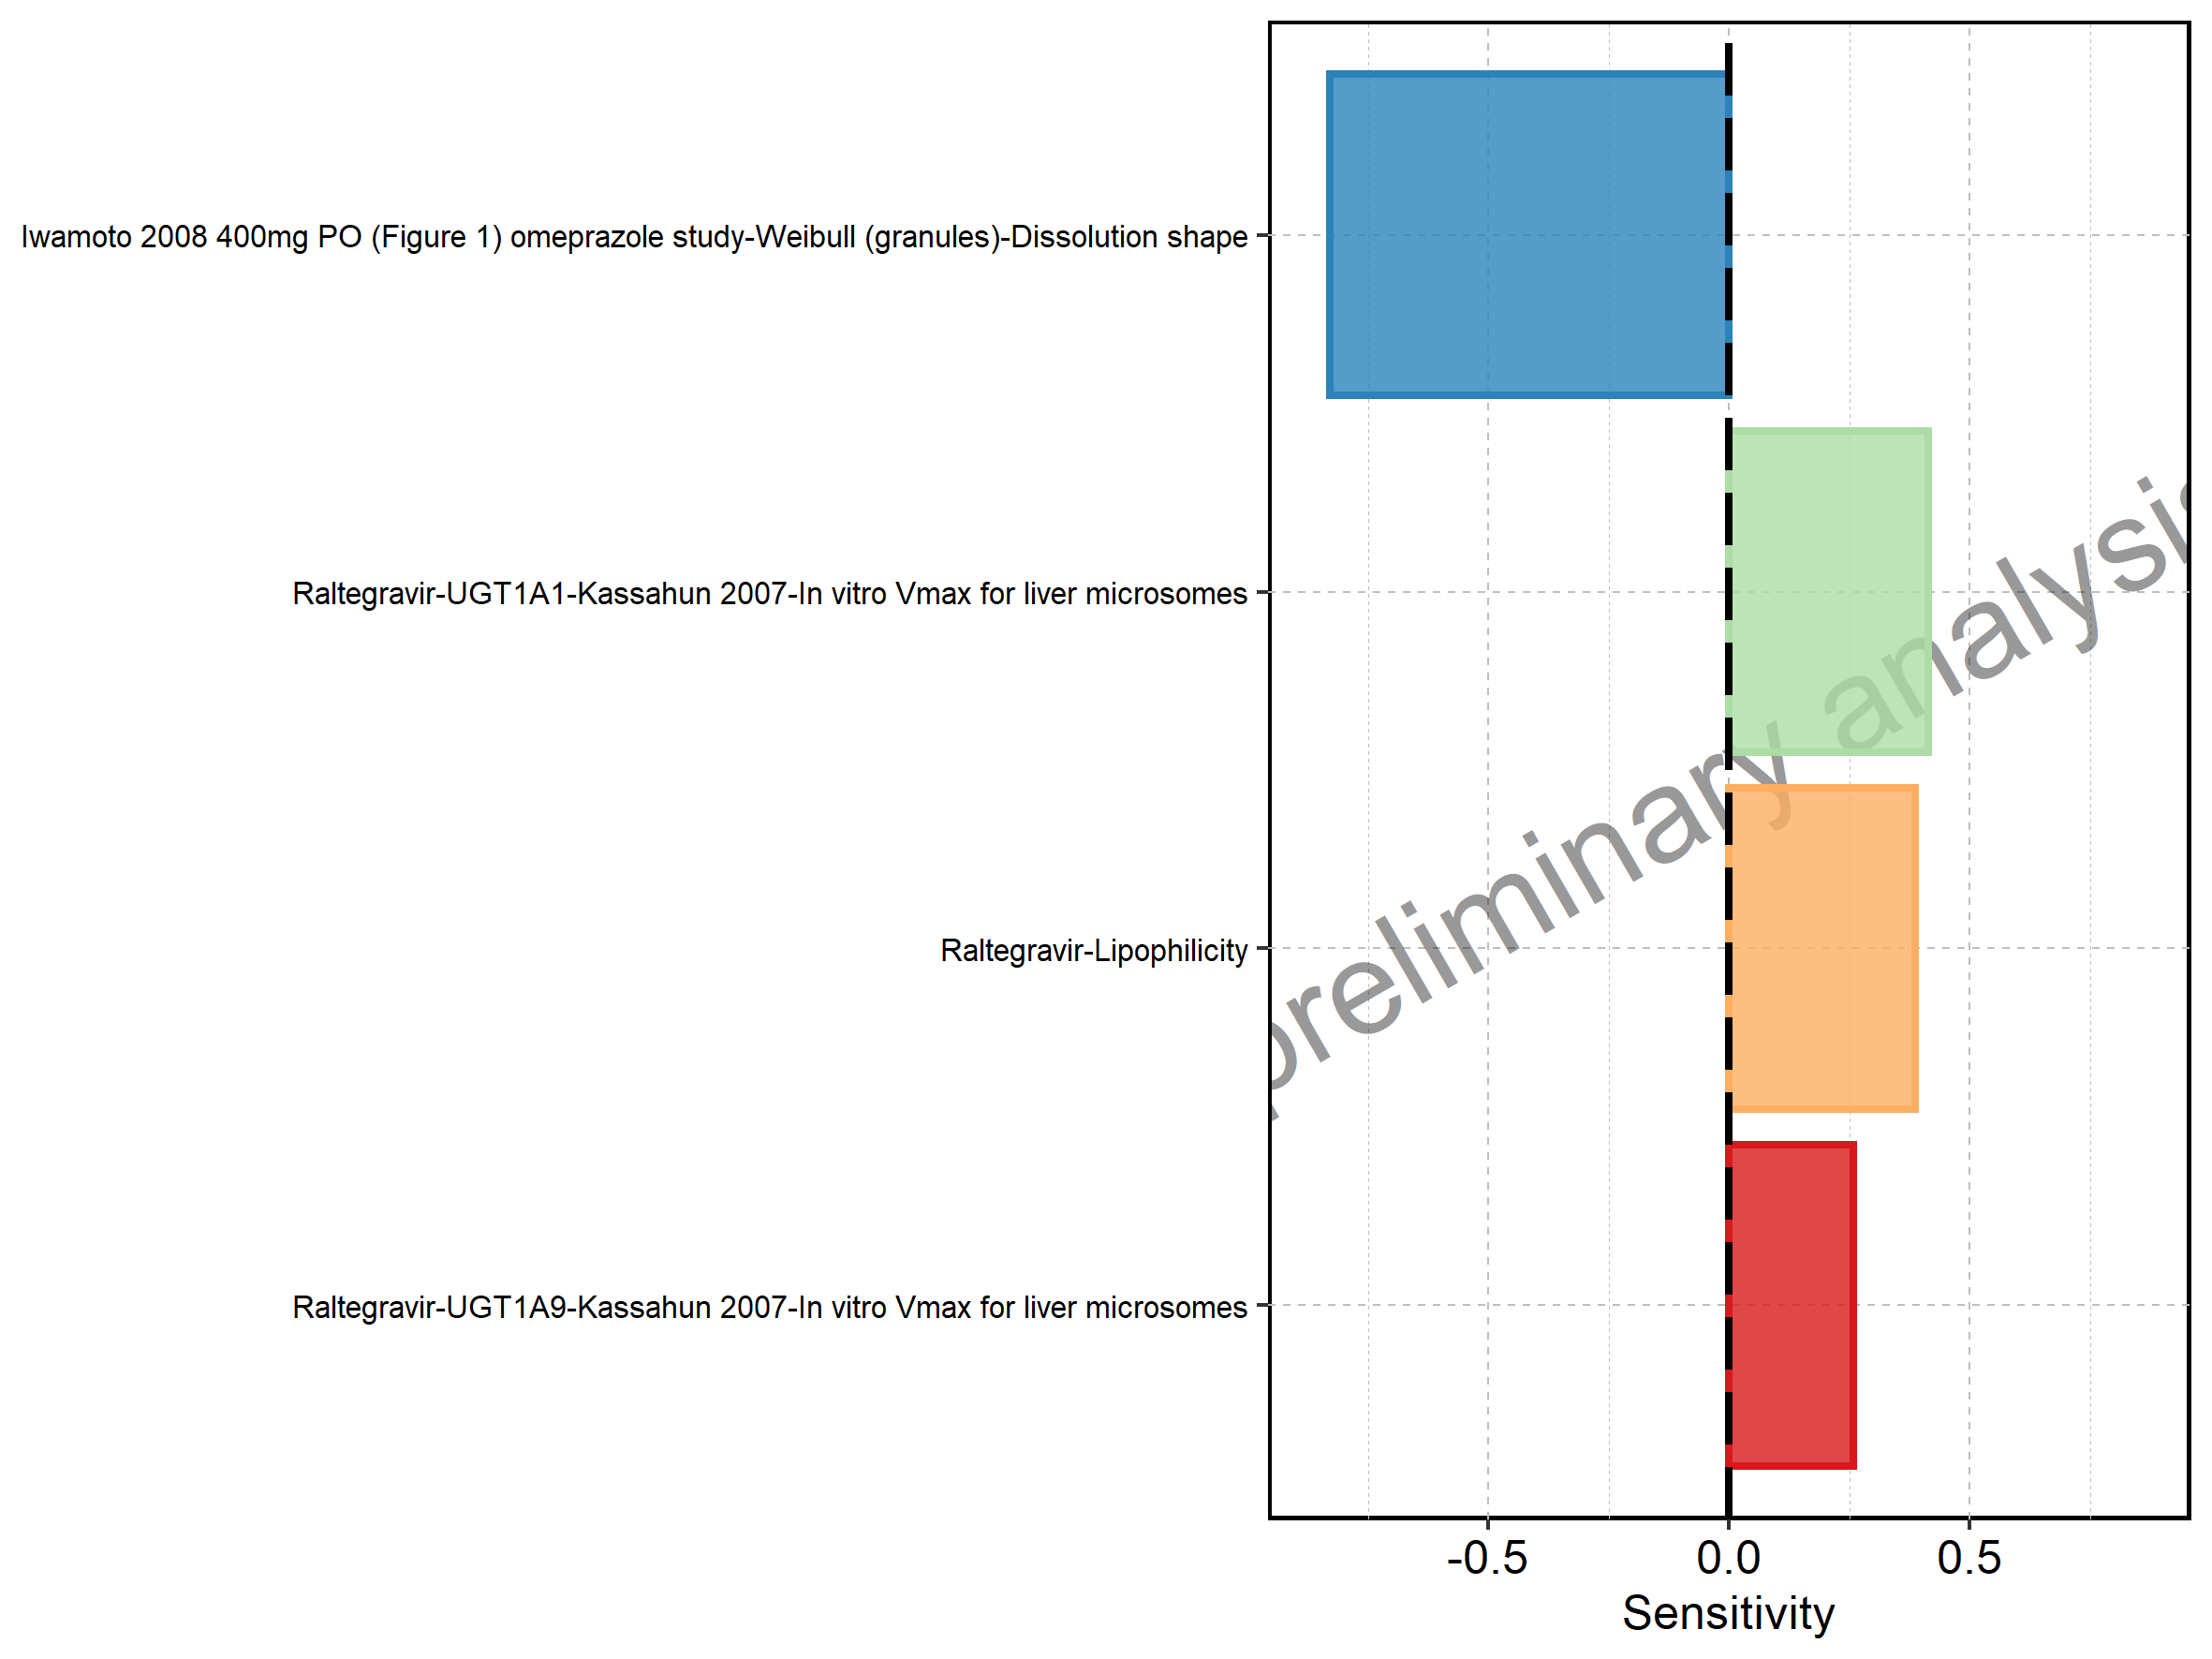 Iwamoto 2008 400mg PO (Figure 1) omeprazole study-Weibull (granules)-Dissolution shape
Raltegravir-UGT1A1-Kassahun 2007-In vitro Vmax for liver microsomes
Raltegravir-Lipophilicity
Raltegravir-UGT1A9-Kassahun 2007-In vitro Vmax for liver microsomes
preliminary analysis
-0.5 0.0 0.5
Sensitivity